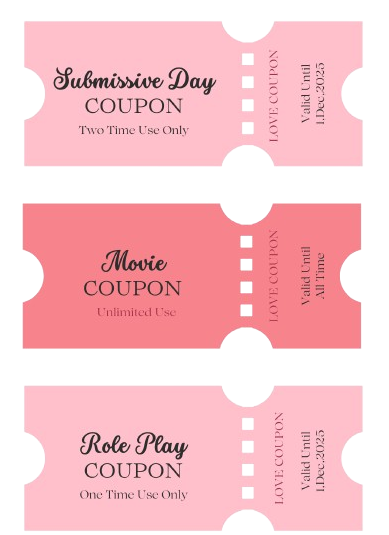 Submissive Day
COUPON
Two Time Use Only
LOVE COUPON
Valid Until
1.Dec.2025
Movie
COUPON
Unlimited Use
LOVE COUPON
Valid Until
All Time
Role Play
COUPON
One Time Use Only
LOVE COUPON
Valid Until
1.Dec.2025